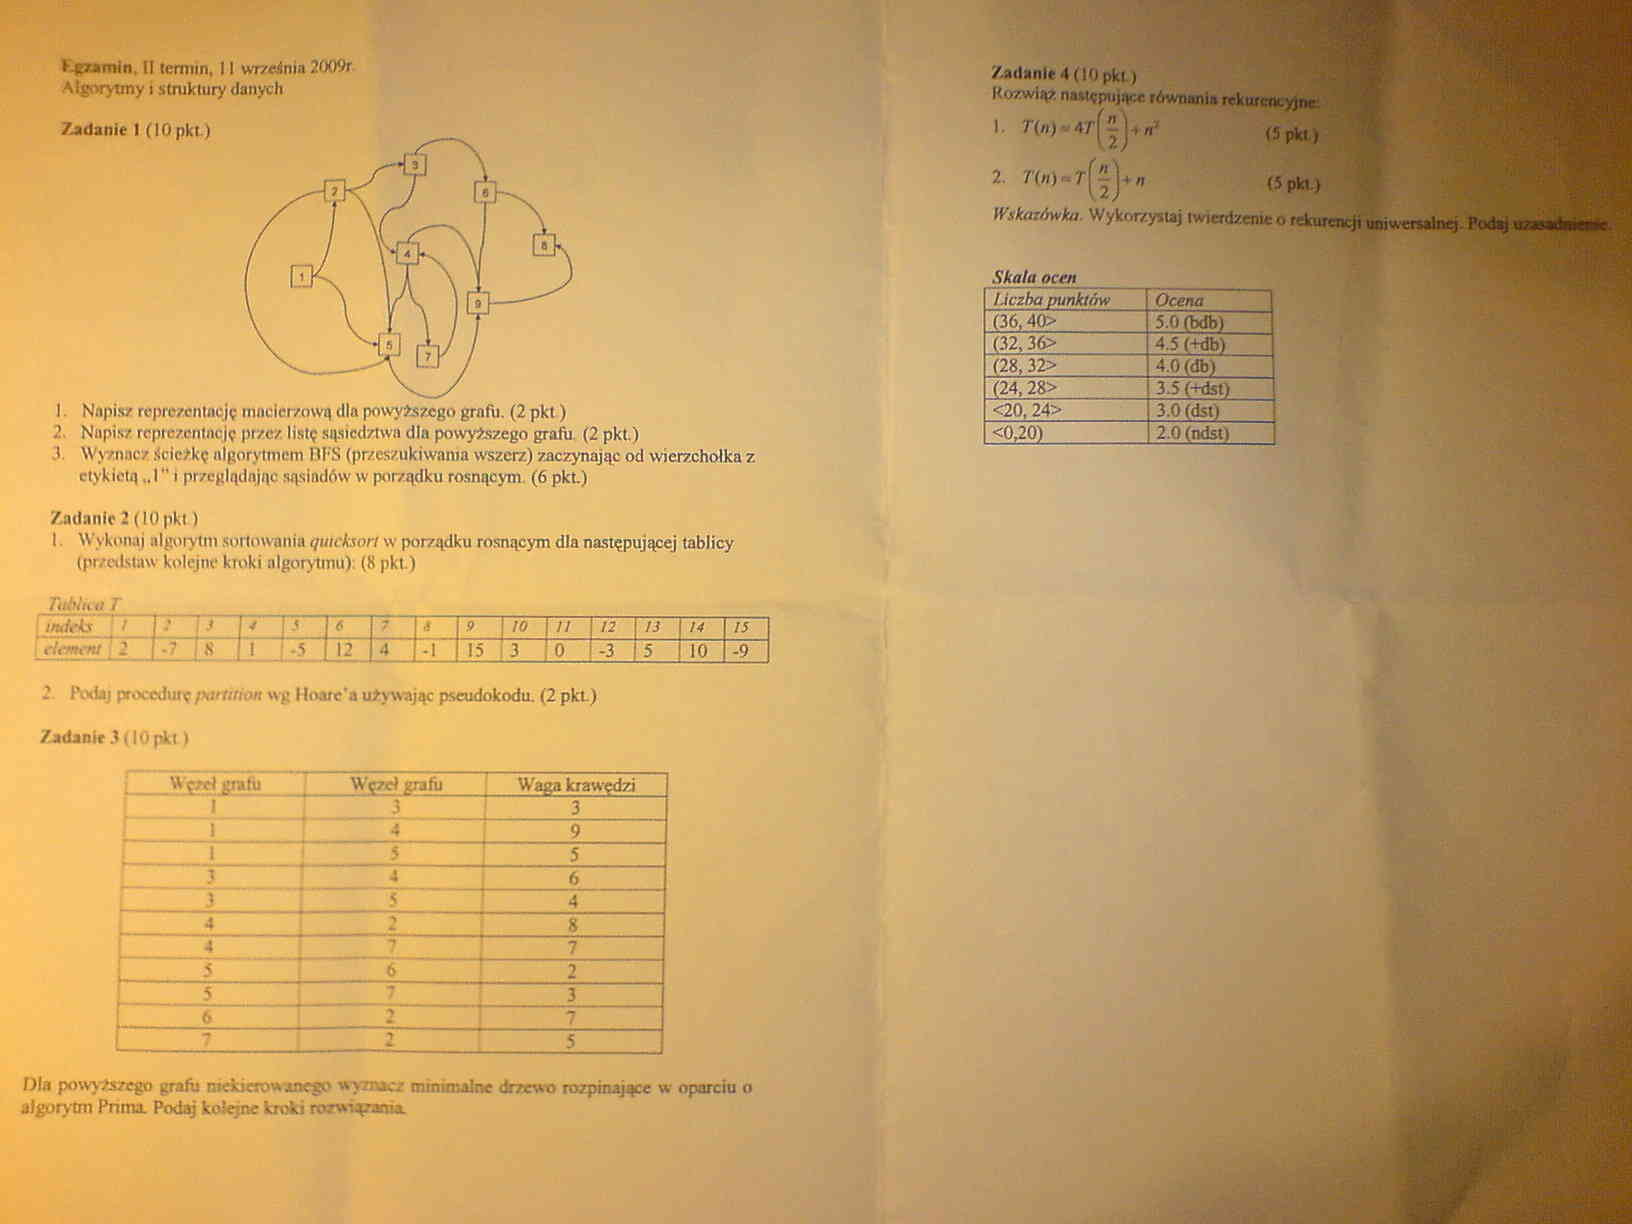 Egzamin, II termin, 11 września 2009r.
Algorytmy i struktury danych
Zadanie 1 (10 pkt.)
3
2
6
8
4
1
9
5
7
1. Napisz reprezentację macierzową dla powyższego grafu. (2 pkt.)
2. Napisz reprezentację przez listę sąsiedztwa dla powyższego grafu. (2 pkt.)
3. Wyznacz ścieżkę algorytmem BFS (przeszukiwania wszerz) zaczynając od wierzchołka z
etykietą „1” i przeglądając sąsiadów w porządku rosnącym. (6 pkt.)
Zadanie 2 (10 pkt.)
1. Wykonaj algorytm sortowania quicksort w porządku rosnącym dla następującej tablicy
(przedstaw kolejne kroki algorytmu): (8 pkt.)
Tablica T
indeks 1 2 3 4 5 6 7 8 9 10 11 12 13 14 15
element 2 -7 8 1 -5 12 4 -1 15 3 0 -3 5 10 -9
2. Podaj procedurę partition wg Hoare'a używając pseudokodu. (2 pkt.)
Zadanie 3 (10 pkt.)
Węzeł grafu Węzeł grafu Waga krawędzi
1 3 3
1 4 9
1 5 5
3 4 6
3 5 4
4 2 8
4 7 7
5 6 2
5 7 3
6 2 7
7 2 5
Dla powyższego grafu niekierowanego wyznacz minimalne drzewo rozpinające w oparciu o
algorytm Prima. Podaj kolejne kroki rozwiązania.
Zadanie 4 (10 pkt.)
Rozwiąż następujące równania rekurencyjne:
1. T(n) = 4T(n/2) + n² (5 pkt.)
2. T(n) = T(n/2) + n (5 pkt.)
Wskazówka. Wykorzystaj twierdzenie o rekurencji uniwersalnej. Podaj uzasadnienie.
Skala ocen
Liczba punktów Ocena
(36, 40> 5.0 (bdb)
(32, 36> 4.5 (+db)
(28, 32> 4.0 (db)
(24, 28> 3.5 (+dst)
<20, 24> 3.0 (dst)
<0,20) 2.0 (ndst)